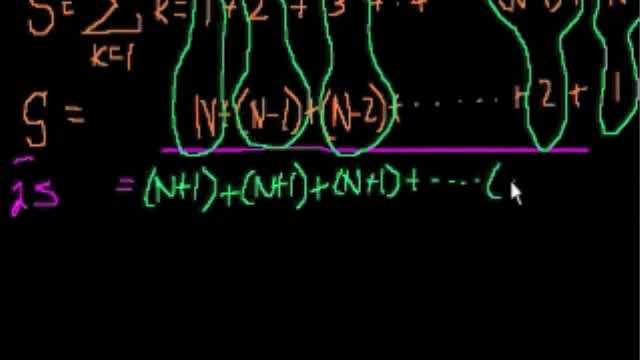 S = ∑ k = 1 + 2 + 3 + . .
k=1
S = N + (N-1) + (N-2) + ...... + 2 + 1
2S = (N+1) + (N+1) + (N+1) + .... (